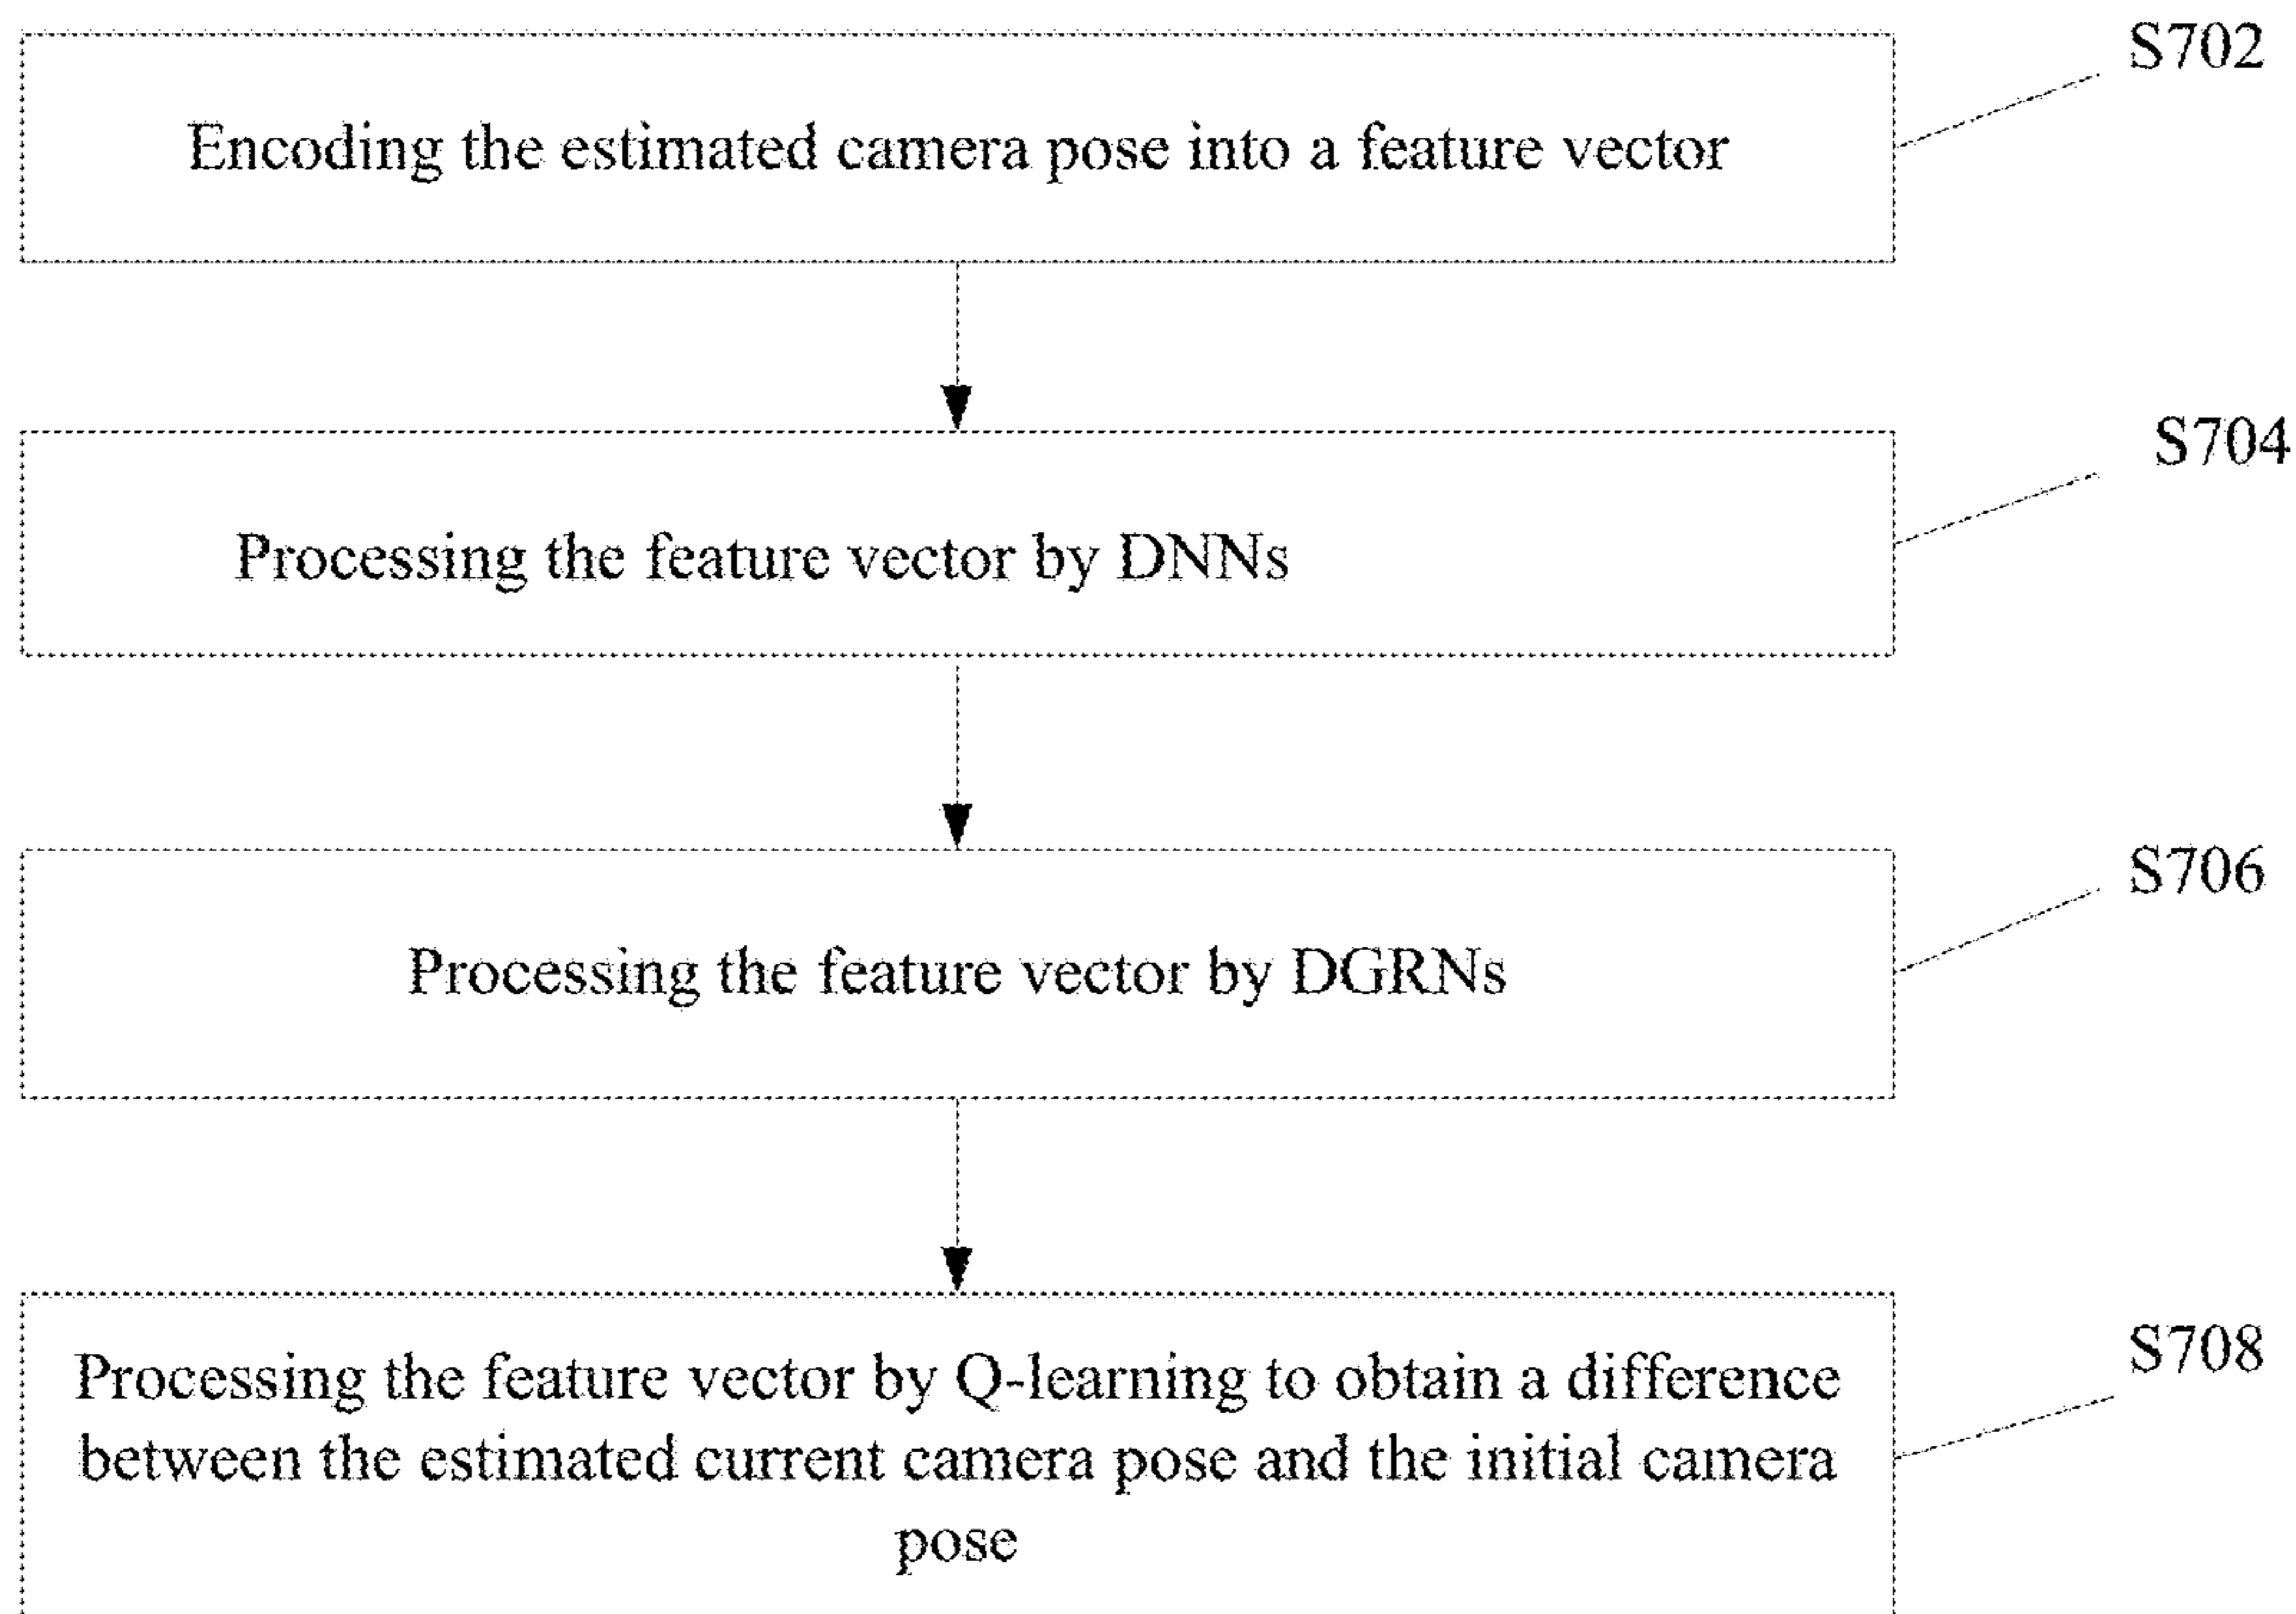 S702
Encoding the estimated camera pose into a feature vector
S704
Processing the feature vector by DNNs
S706
Processing the feature vector by DGRNs
S708
Processing the feature vector by Q-learning to obtain a difference
between the estimated current camera pose and the initial camera
pose